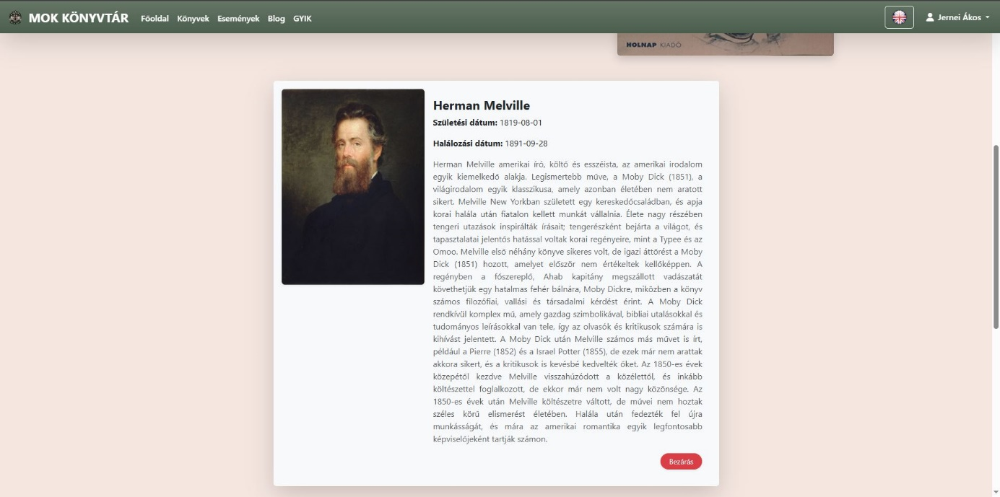 MOK KÖNYVTÁR Főoldal Könyvek Események Blog GYIK Jernei Ákos
HOLNAP KIADÓ
Herman Melville
Születési dátum: 1819-08-01
Halálozási dátum: 1891-09-28
Herman Melville amerikai író, költő és esszéista, az amerikai irodalom
egyik kiemelkedő alakja. Legismertebb műve, a Moby Dick (1851), a
világirodalom egyik klasszikusa, amely azonban életében nem aratott
sikert. Melville New Yorkban született egy kereskedőcsaládban, és apja
korai halála után fiatalon kellett munkát vállalnia. Élete nagy részében
tengeri utazások inspirálták írásait; tengerészként bejárta a világot, és
tapasztalatai jelentős hatással voltak korai regényeire, mint a Typee és az
Omoo. Melville első néhány könyve sikeres volt, de igazi áttörést a Moby
Dick (1851) hozott, amelyet először nem értékeltek kellőképpen. A
regényben a főszereplő, Ahab kapitány megszállott vadászatát
követhetjük egy hatalmas fehér bálnára, Moby Dickre, miközben a könyv
számos filozófiai, vallási és társadalmi kérdést érint. A Moby Dick
rendkívül komplex mű, amely gazdag szimbolikával, bibliai utalásokkal és
tudományos leírásokkal van tele, így az olvasók és kritikusok számára is
kihívást jelentett. A Moby Dick után Melville számos más művet is írt,
például a Pierre (1852) és a Israel Potter (1855), de ezek már nem arattak
akkora sikert, és a kritikusok is kevésbé kedvelték őket. Az 1850-es évek
közepétől kezdve Melville visszahúzódott a közélettől, és inkább
költészettel foglalkozott, de ekkor már nem volt nagy közönsége. Az
1850-es évek után Melville költészetre váltott, de művei nem hoztak
széles körű elismerést életében. Halála után fedezték fel újra
munkásságát, és mára az amerikai romantika egyik legfontosabb
képviselőjeként tartják számon.
Bezárás